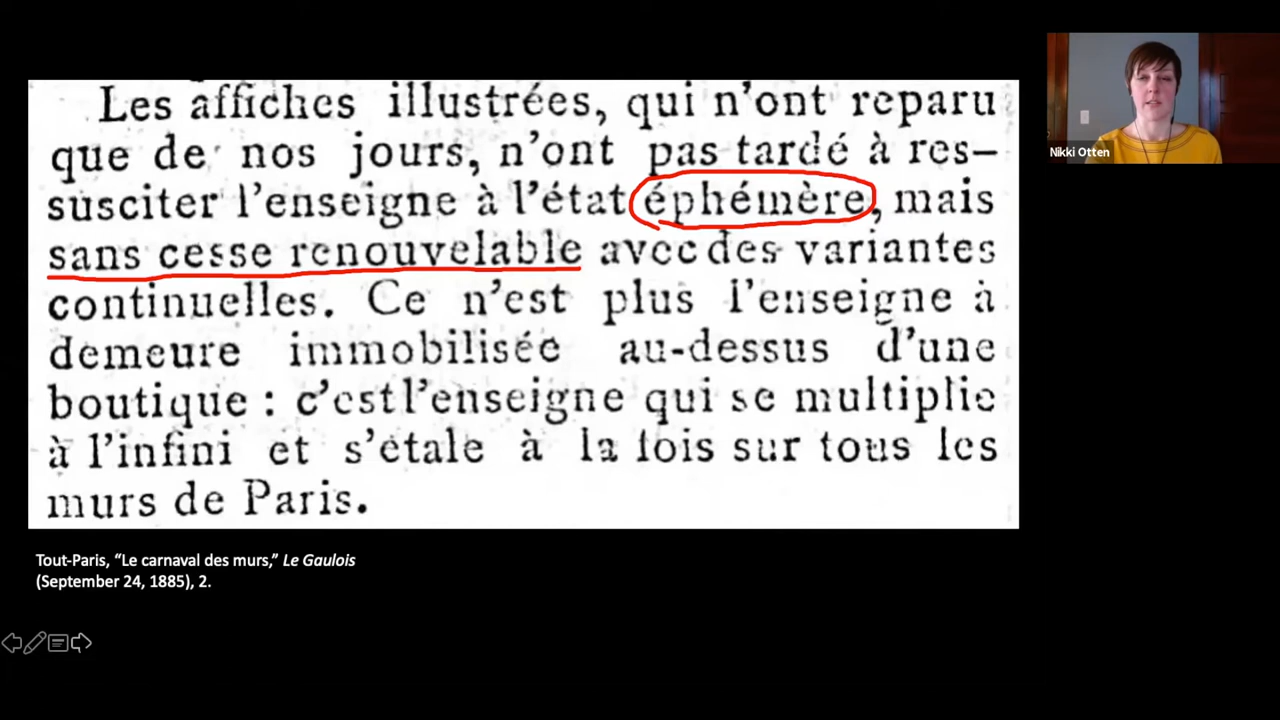 Les affiches illustrées, qui n'ont reparu
que de nos jours, n'ont pas tardé à res-
susciter l'enseigne à l'état éphémère, mais
sans cesse renouvelable avec des variantes
continuelles. Ce n'est plus l'enseigne à
demeure immobilisée au-dessus d'une
boutique : c'est l'enseigne qui se multiplie
à l'infini et s'étale à la fois sur tous les
murs de Paris.
Tout-Paris, “Le carnaval des murs,” Le Gaulois
(September 24, 1885), 2.
Nikki Otten